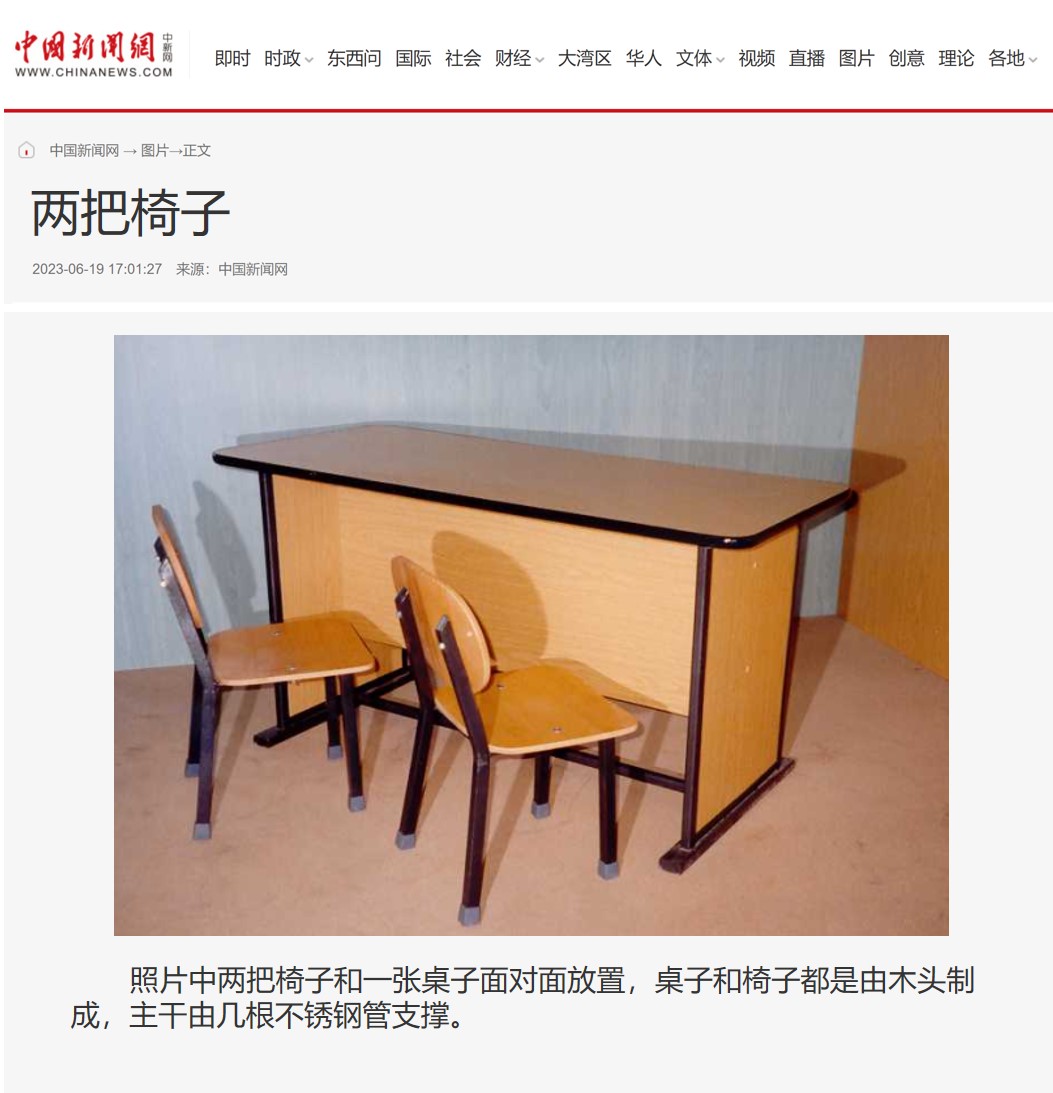 中國新聞網 中新网
WWW.CHINANEWS.COM
即时 时政 东西问 国际 社会 财经 大湾区 华人 文体 视频 直播 图片 创意 理论 各地
中国新闻网 → 图片→正文
两把椅子
2023-06-19 17:01:27 来源：中国新闻网
照片中两把椅子和一张桌子面对面放置，桌子和椅子都是由木头制
成，主干由几根不锈钢管支撑。